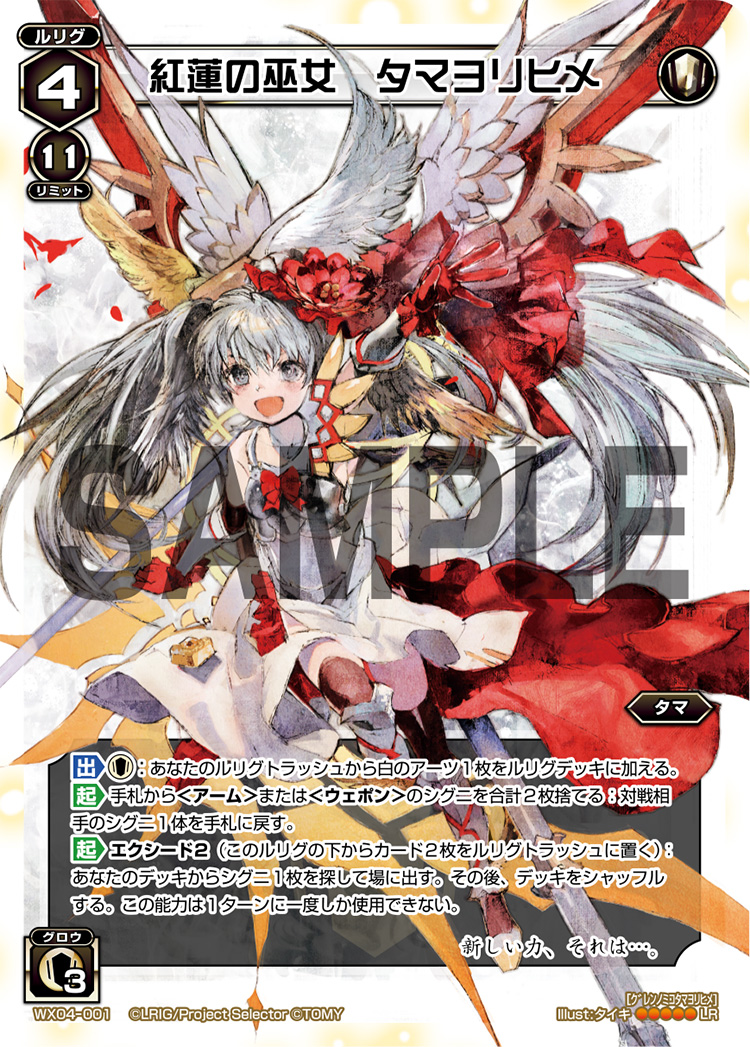 ルリグ
4
紅蓮の巫女　タマヨリヒメ
11
リミット
SAMPLE
タマ
出 : あなたのルリグトラッシュから白のアーツ1枚をルリグデッキに加える。
起 手札から<アーム>または<ウェポン>のシグニを合計2枚捨てる:対戦相
手のシグニ1体を手札に戻す。
起 エクシード2（このルリグの下からカード2枚をルリグトラッシュに置く）:
あなたのデッキからシグニ1枚を探して場に出す。その後、デッキをシャッフル
する。この能力は1ターンに一度しか使用できない。
新しい力、それは…。
グロウ
3
[グレンノミコタマヨリヒメ]
WX04-001 ©LRIG/Project Selector ©TOMY Illust:タイキ LR